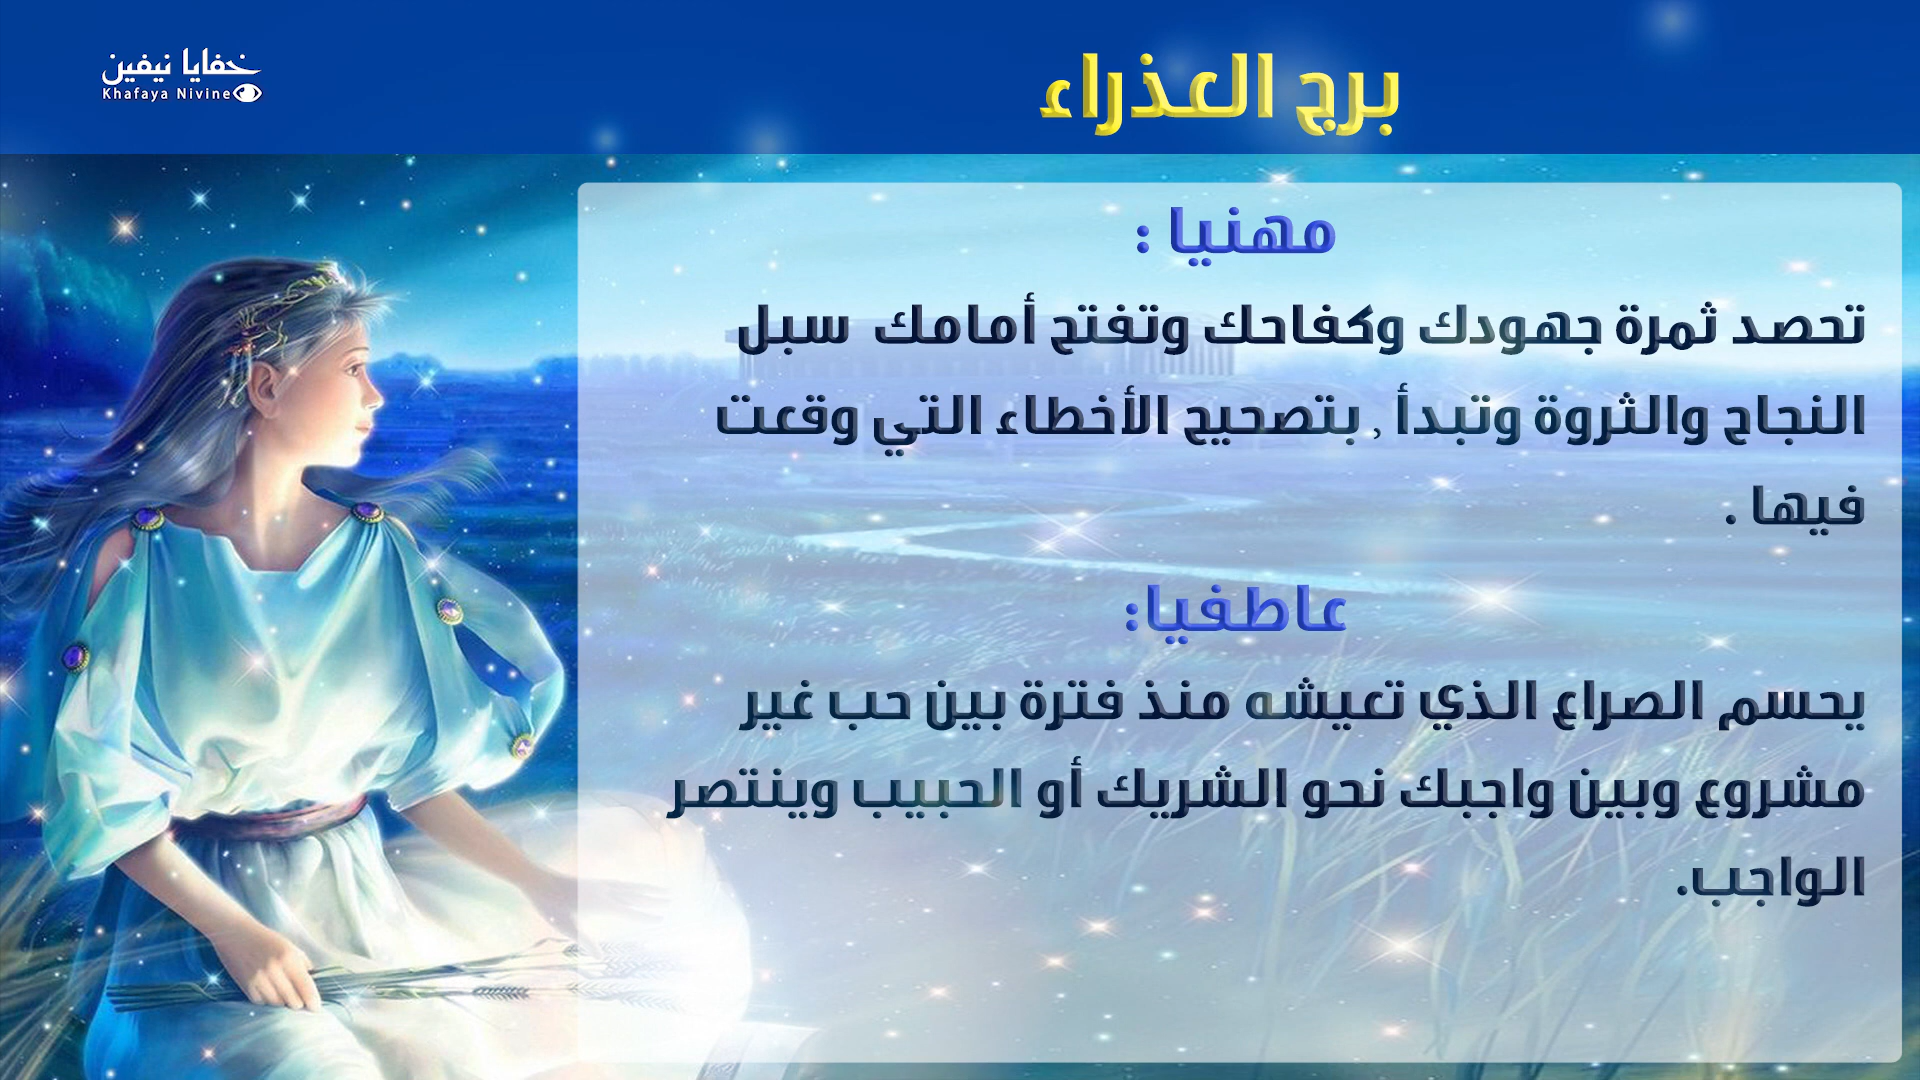 خفايا نيفين
Khafaya Nivine
برج العذراء
مهنيا :
تحصد ثمرة جهودك وكفاحك وتفتح أمامك سبل
النجاح والثروة وتبدأ , بتصحيح الأخطاء التي وقعت
فيها .
عاطفيا:
يحسم الصراع الذي تعيشه منذ فترة بين حب غير
مشروع وبين واجبك نحو الشريك أو الحبيب وينتصر
الواجب.